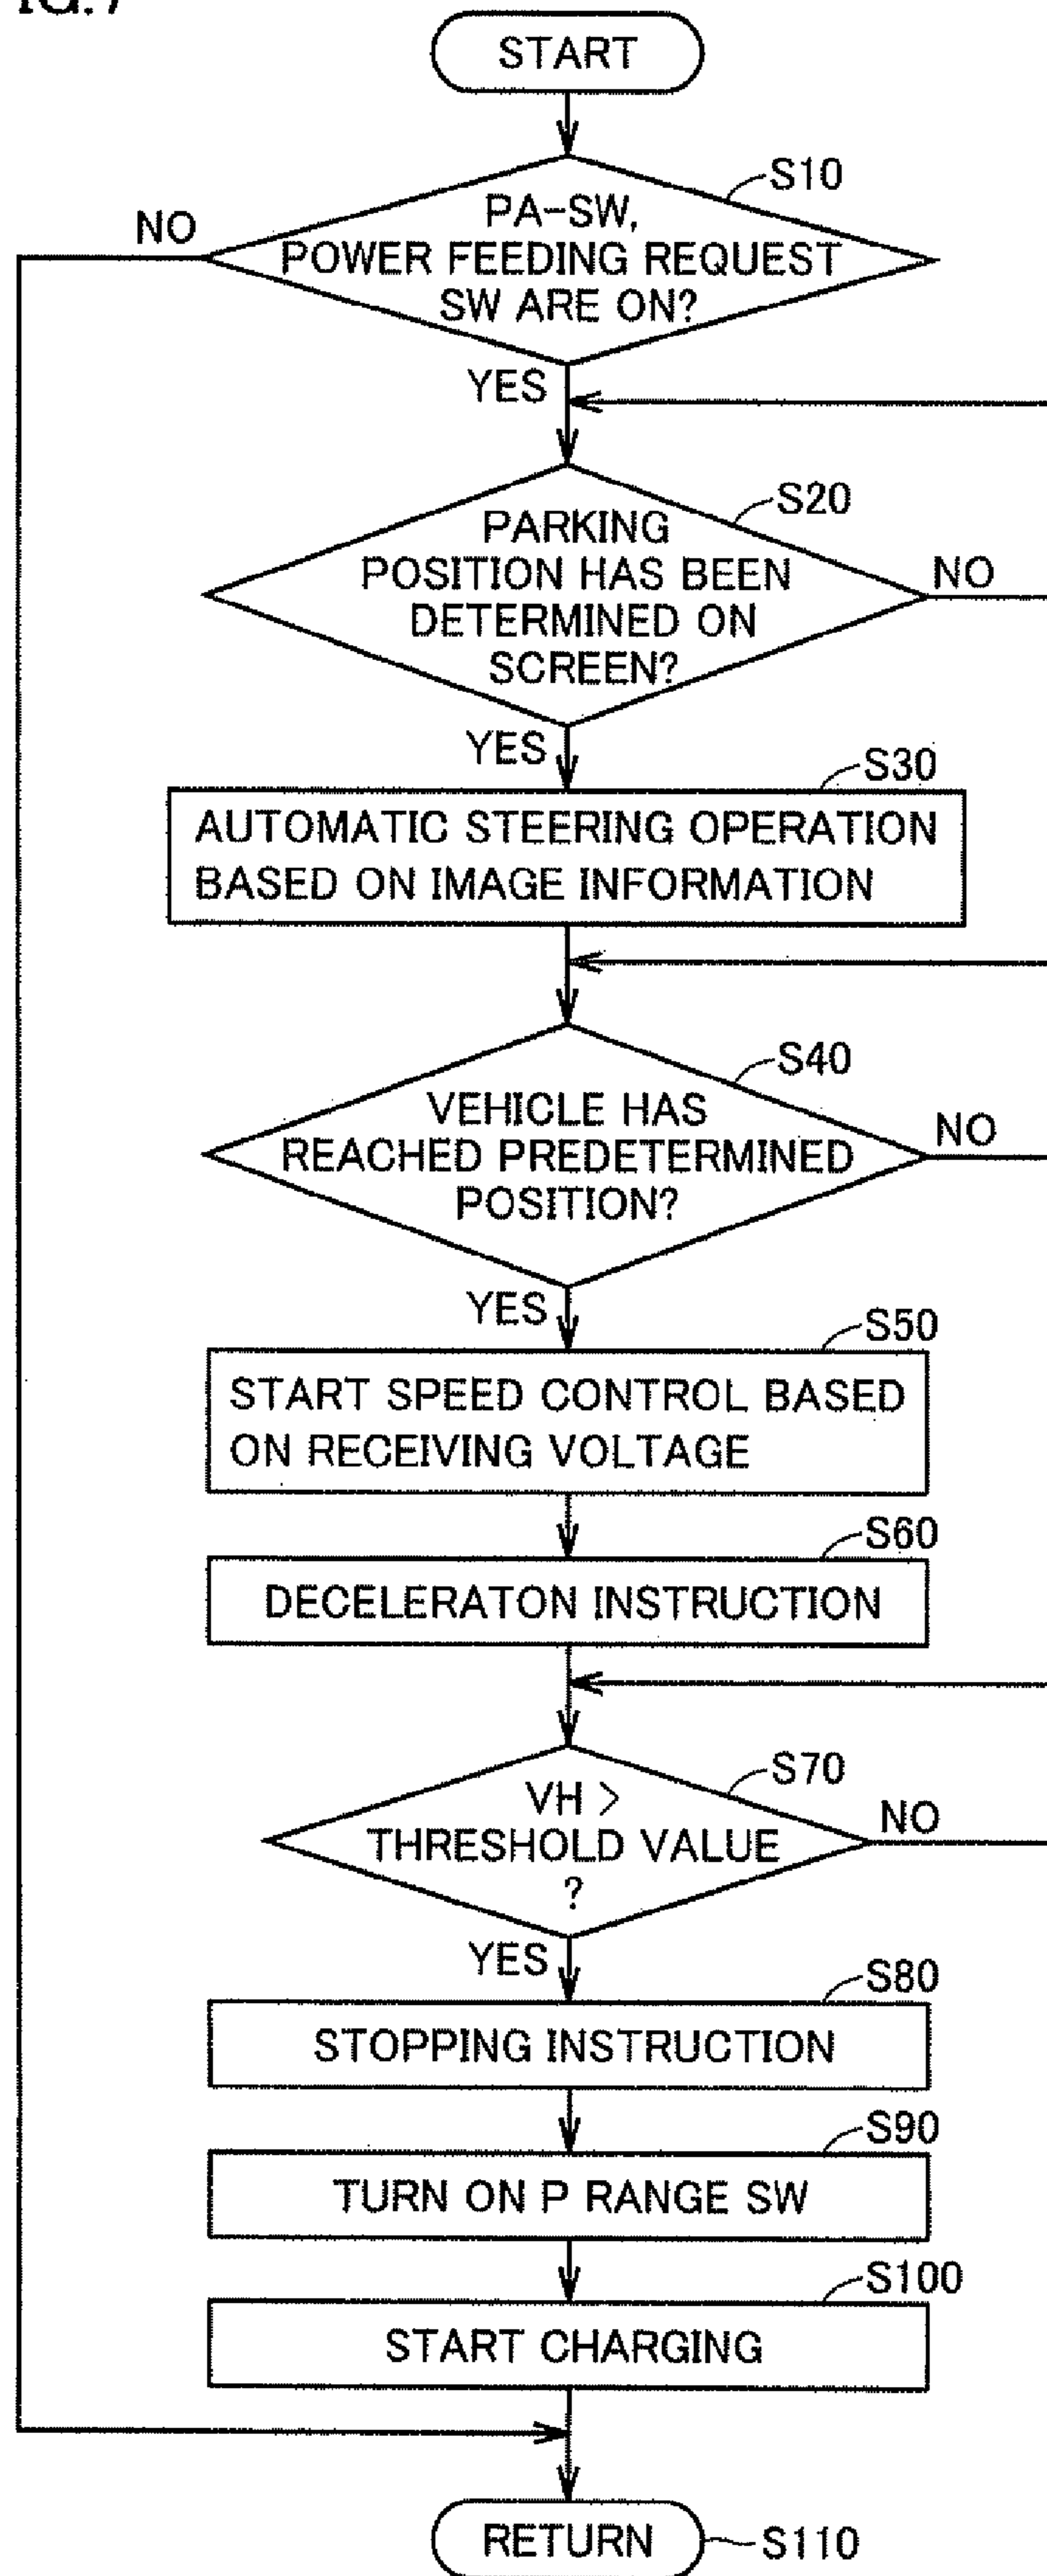 IG.7
START
S10
NO
PA-SW,
POWER FEEDING REQUEST
SW ARE ON?
YES
S20
PARKING
POSITION HAS BEEN
DETERMINED ON
SCREEN?
NO
YES
S30
AUTOMATIC STEERING OPERATION
BASED ON IMAGE INFORMATION
S40
VEHICLE HAS
REACHED PREDETERMINED
POSITION?
NO
YES
S50
START SPEED CONTROL BASED
ON RECEIVING VOLTAGE
S60
DECELERATON INSTRUCTION
S70
VH >
THRESHOLD VALUE
?
NO
YES
S80
STOPPING INSTRUCTION
S90
TURN ON P RANGE SW
S100
START CHARGING
RETURN
S110